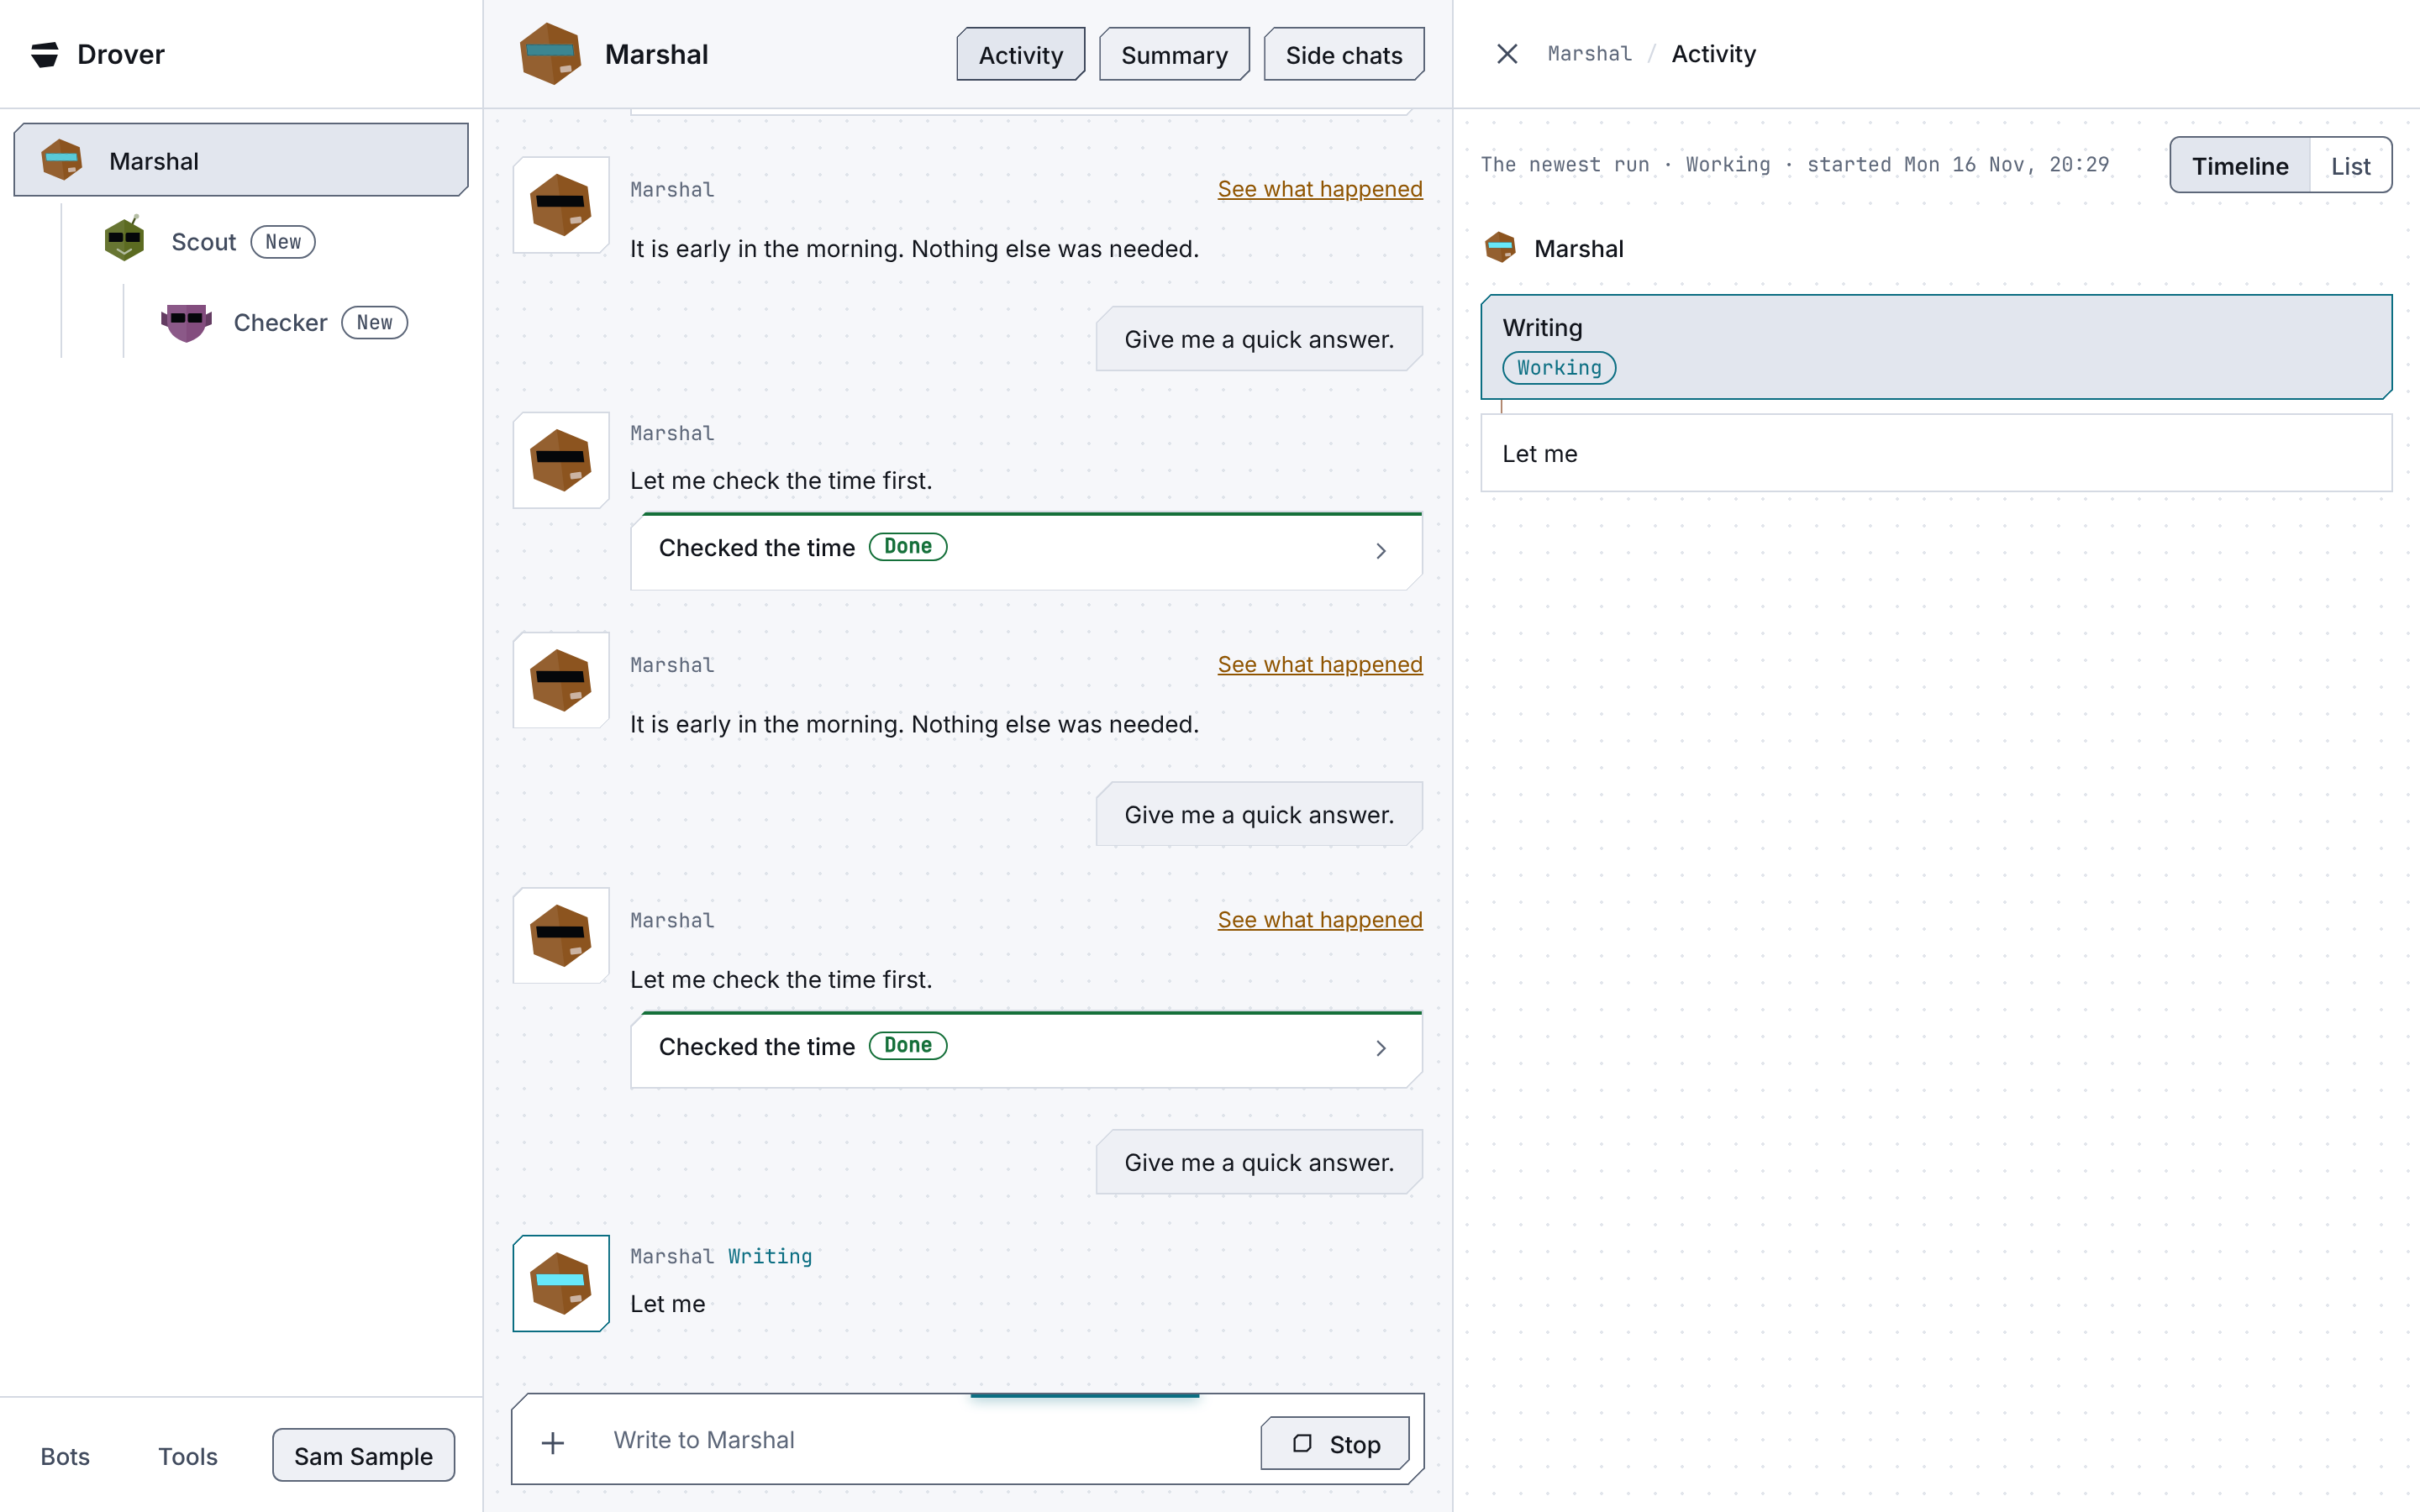 Drover
Marshal
Scout New
Checker New
Bots Tools Sam Sample
Marshal Activity Summary Side chats
Marshal See what happened
It is early in the morning. Nothing else was needed.
Give me a quick answer.
Marshal
Let me check the time first.
Checked the time Done
Marshal See what happened
It is early in the morning. Nothing else was needed.
Give me a quick answer.
Marshal See what happened
Let me check the time first.
Checked the time Done
Give me a quick answer.
Marshal Writing
Let me
Write to Marshal Stop
Marshal / Activity
The newest run · Working · started Mon 16 Nov, 20:29 Timeline List
Marshal
Writing
Working
Let me